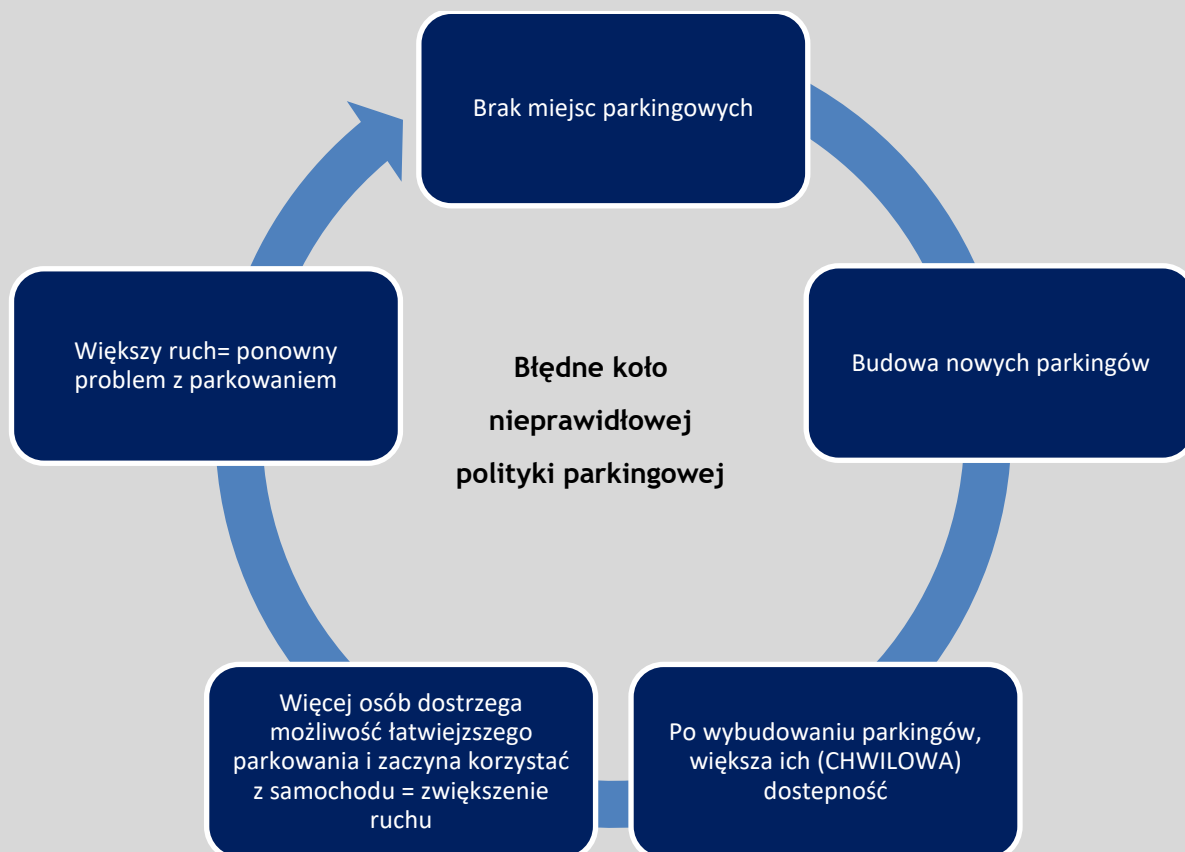 Brak miejsc parkingowych
Budowa nowych parkingów
Po wybudowaniu parkingów,
większa ich (CHWILOWA)
dostepność
Więcej osób dostrzega
możliwość łatwiejzszego
parkowania i zaczyna korzystać
z samochodu = zwiększenie
ruchu
Większy ruch= ponowny
problem z parkowaniem
Błędne koło
nieprawidłowej
polityki parkingowej